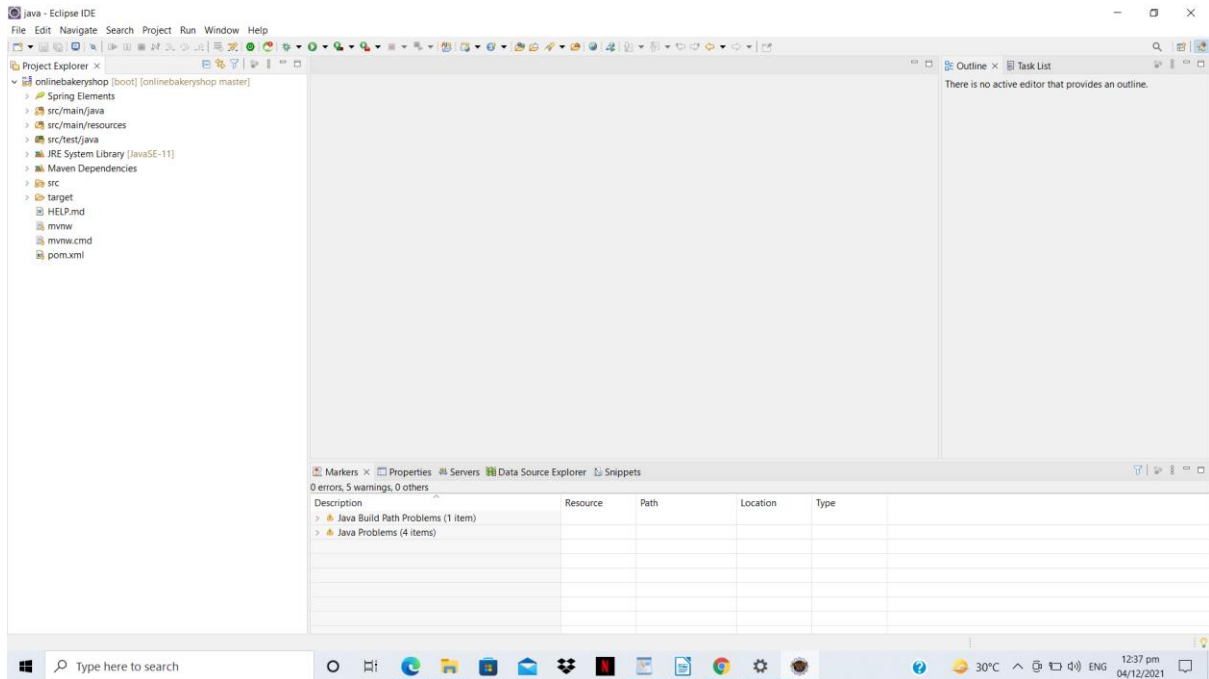 java - Eclipse IDE
File Edit Navigate Search Project Run Window Help
Project Explorer
onlinebakeryshop [boot] [onlinebakeryshop master]
Spring Elements
src/main/java
src/main/resources
src/test/java
JRE System Library [JavaSE-11]
Maven Dependencies
src
target
HELP.md
mvnw
mvnw.cmd
pom.xml
Outline Task List
There is no active editor that provides an outline.
Markers Properties Servers Data Source Explorer Snippets
0 errors, 5 warnings, 0 others
Description Resource Path Location Type
Java Build Path Problems (1 item)
Java Problems (4 items)
Type here to search
30°C ENG 12:37 pm
04/12/2021